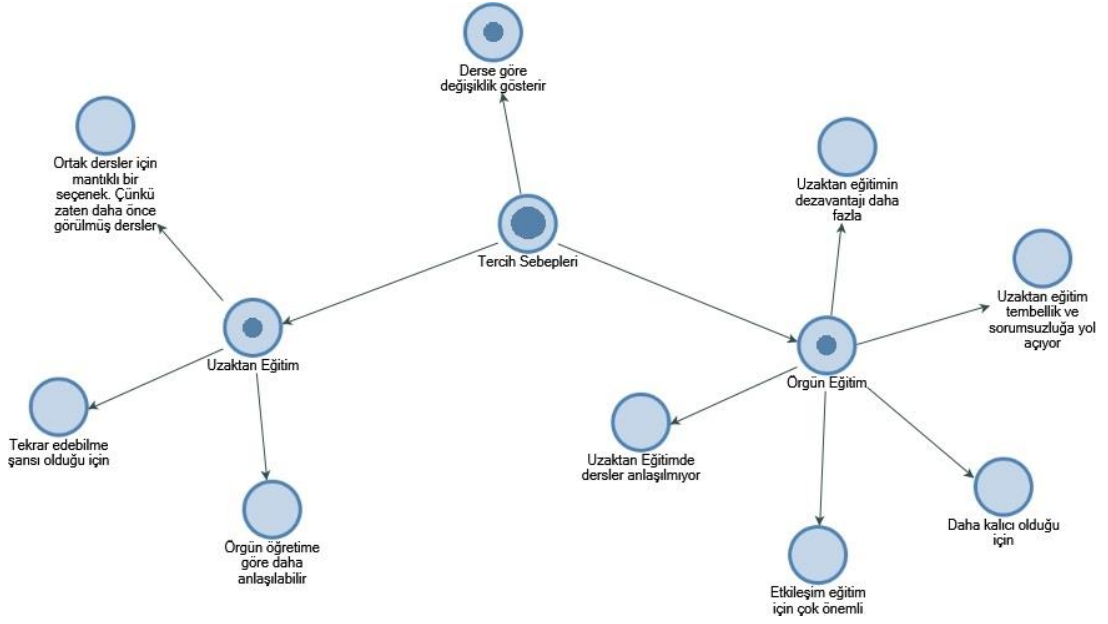 Derse göre
değişiklik gösterir
Ortak dersler için
mantıklı bir
seçenek. Çünkü
zaten daha önce
görülmüş dersler
Uzaktan eğitimin
dezavantajı daha
fazla
Tercih Sebepleri
Uzaktan eğitim
tembellik ve
sorumsuzluğa yol
açıyor
Uzaktan Eğitim
Örgün Eğitim
Tekrar edebilme
şansı olduğu için
Uzaktan Eğitimde
dersler anlaşılmıyor
Daha kalıcı olduğu
için
Örgün öğretime
göre daha
anlaşılabilir
Etkileşim eğitim
için çok önemli